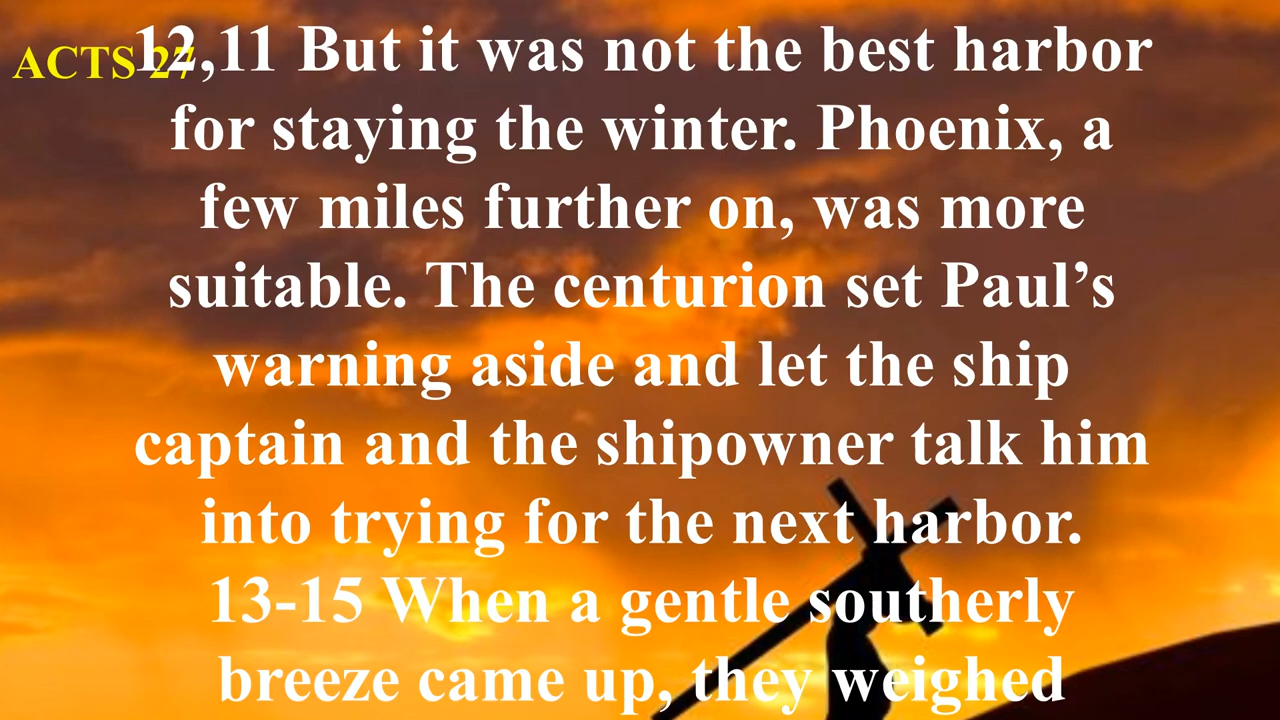 ACTS 27
12,11 But it was not the best harbor
for staying the winter. Phoenix, a
few miles further on, was more
suitable. The centurion set Paul’s
warning aside and let the ship
captain and the shipowner talk him
into trying for the next harbor.
13-15 When a gentle southerly
breeze came up, they weighed